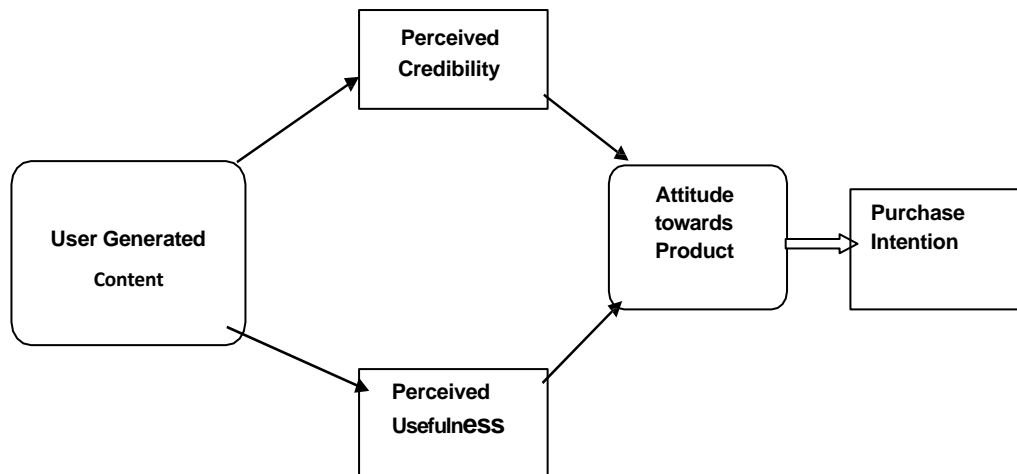 Perceived
Credibility
User Generated
Content
Attitude
towards
Product
Purchase
Intention
Perceived
Usefulness